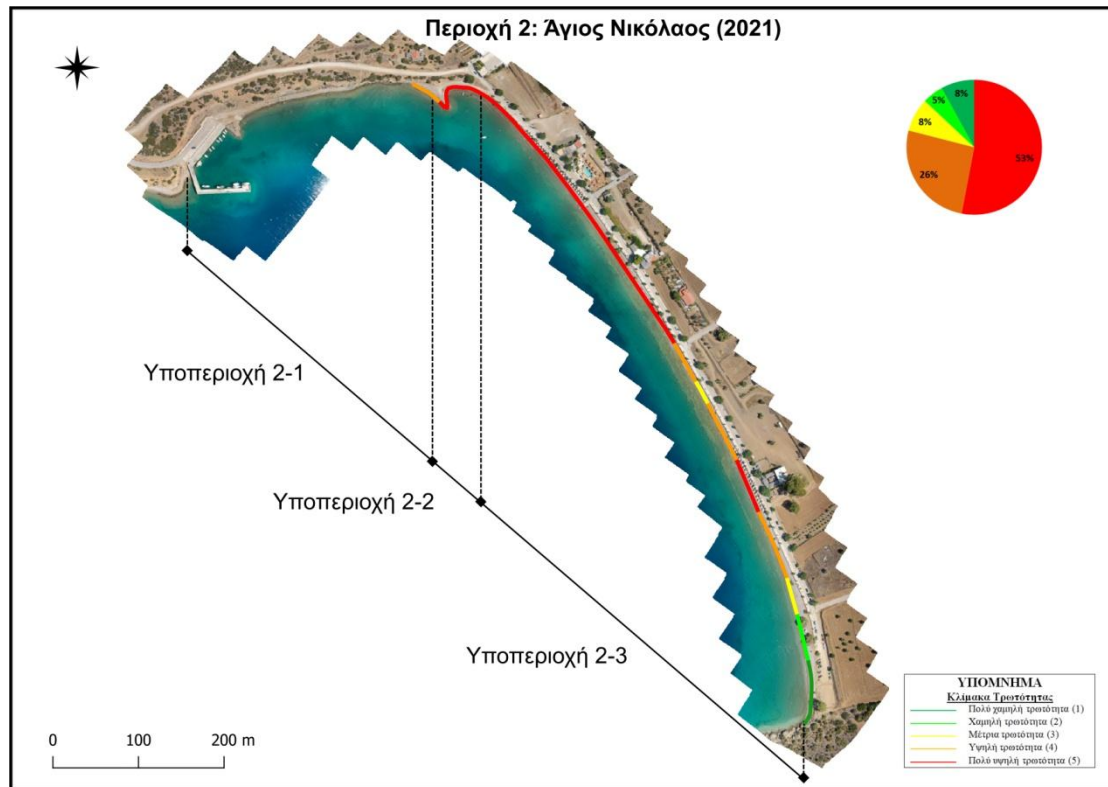 Περιοχή 2: Άγιος Νικόλαος (2021)
8%
5%
8%
53%
26%
Υποπεριοχή 2-1
Υποπεριοχή 2-2
Υποπεριοχή 2-3
ΥΠΟΜΝΗΜΑ
Κλίμακα Τρωτότητας
Πολύ χαμηλή τρωτότητα (1)
Χαμηλή τρωτότητα (2)
Μέτρια τρωτότητα (3)
Υψηλή τρωτότητα (4)
Πολύ υψηλή τρωτότητα (5)
0 100 200 m